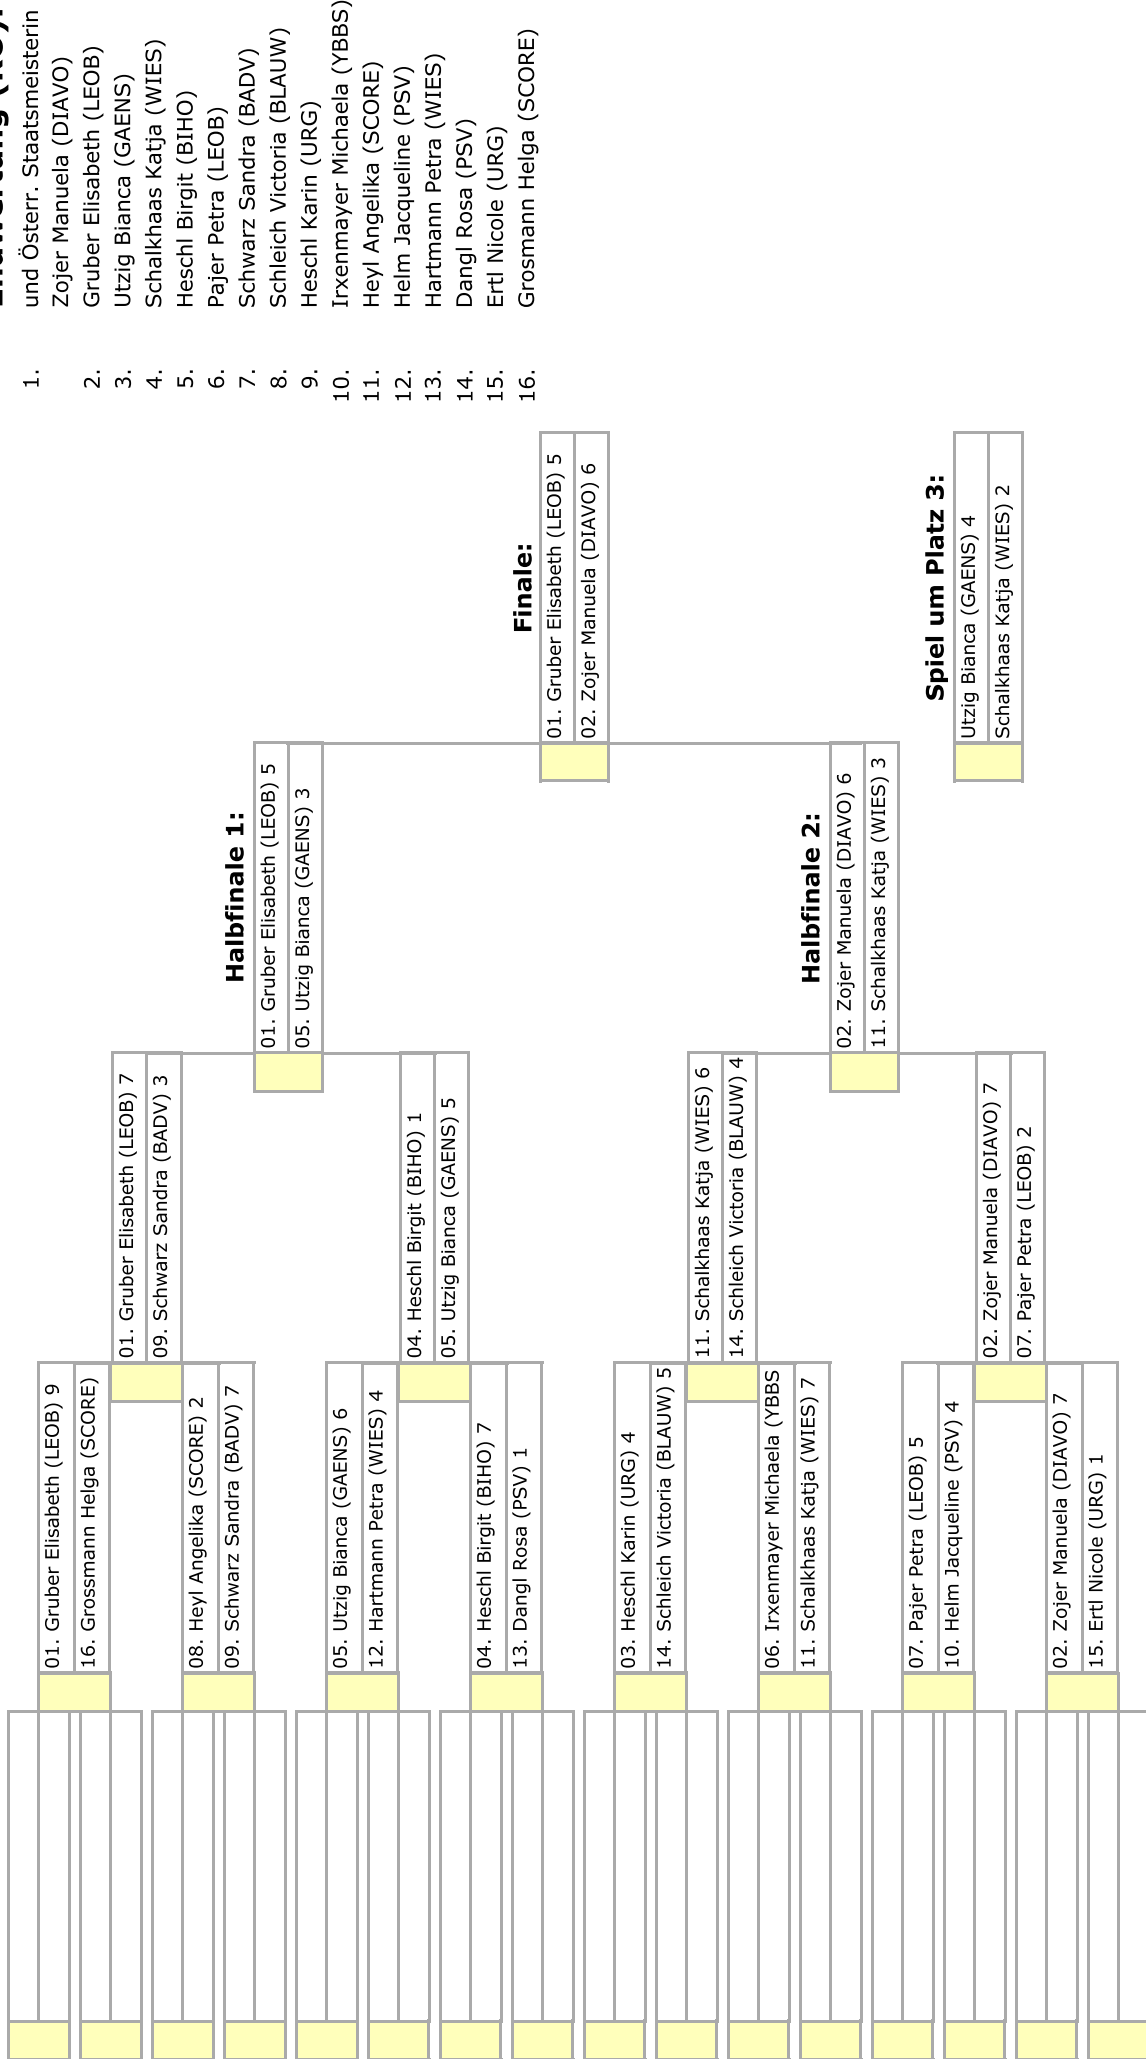 01. Gruber Elisabeth (LEOB) 9
16. Grossmann Helga (SCORE)
08. Heyl Angelika (SCORE) 2
09. Schwarz Sandra (BADV) 7
05. Utzig Bianca (GAENS) 6
12. Hartmann Petra (WIES) 4
04. Heschl Birgit (BIHO) 7
13. Dangl Rosa (PSV) 1
03. Heschl Karin (URG) 4
14. Schleich Victoria (BLAUW) 5
06. Irxenmayer Michaela (YBBS
11. Schalkhaas Katja (WIES) 7
07. Pajer Petra (LEOB) 5
10. Helm Jacqueline (PSV) 4
02. Zojer Manuela (DIAVO) 7
15. Ertl Nicole (URG) 1
01. Gruber Elisabeth (LEOB) 7
09. Schwarz Sandra (BADV) 3
04. Heschl Birgit (BIHO) 1
05. Utzig Bianca (GAENS) 5
11. Schalkhaas Katja (WIES) 6
14. Schleich Victoria (BLAUW) 4
02. Zojer Manuela (DIAVO) 7
07. Pajer Petra (LEOB) 2
Halbfinale 1:
01. Gruber Elisabeth (LEOB) 5
05. Utzig Bianca (GAENS) 3
Halbfinale 2:
02. Zojer Manuela (DIAVO) 6
11. Schalkhaas Katja (WIES) 3
Finale:
01. Gruber Elisabeth (LEOB) 5
02. Zojer Manuela (DIAVO) 6
Spiel um Platz 3:
Utzig Bianca (GAENS) 4
Schalkhaas Katja (WIES) 2
1. und Österr. Staatsmeisterin
Zojer Manuela (DIAVO)
2. Gruber Elisabeth (LEOB)
3. Utzig Bianca (GAENS)
4. Schalkhaas Katja (WIES)
5. Heschl Birgit (BIHO)
6. Pajer Petra (LEOB)
7. Schwarz Sandra (BADV)
8. Schleich Victoria (BLAUW)
9. Heschl Karin (URG)
10. Irxenmayer Michaela (YBBS)
11. Heyl Angelika (SCORE)
12. Helm Jacqueline (PSV)
13. Hartmann Petra (WIES)
14. Dangl Rosa (PSV)
15. Ertl Nicole (URG)
16. Grosmann Helga (SCORE)